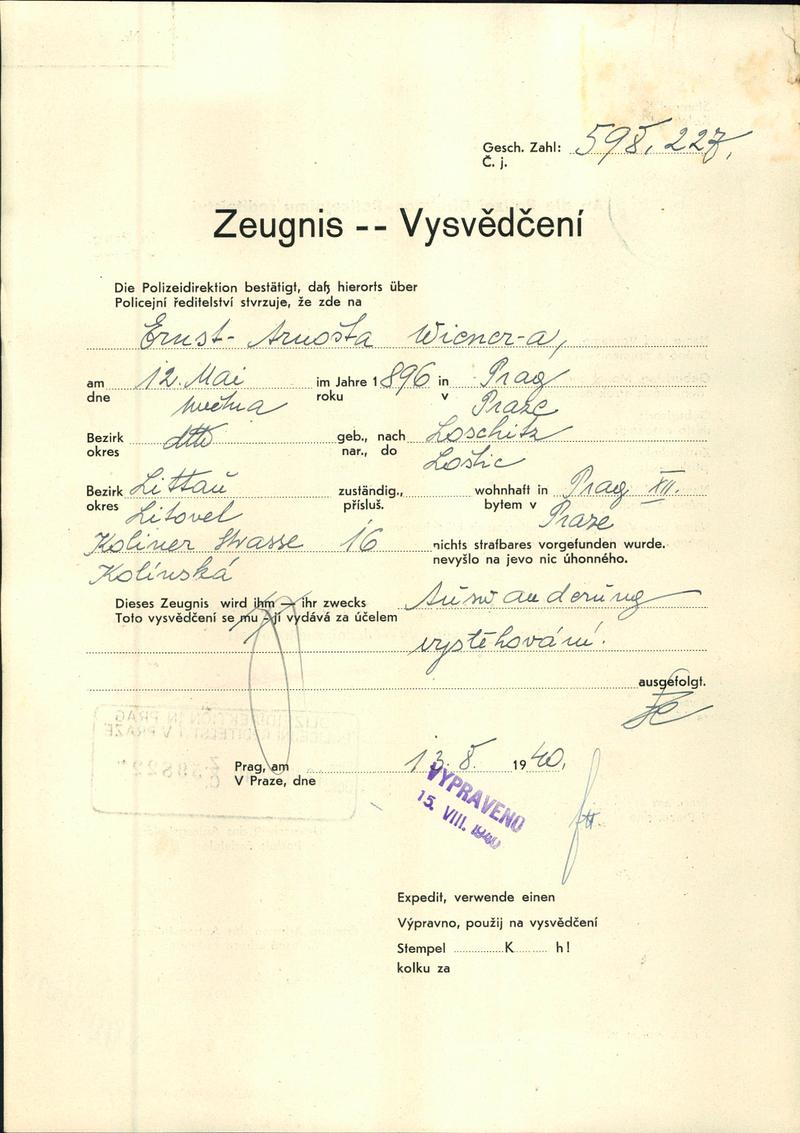 Gesch. Zahl: 598.227.
Č. j.
Zeugnis -- Vysvědčení
Die Polizeidirektion bestätigt, daß hierorts über
Policejní ředitelství stvrzuje, že zde na
Ernst- Arnošta Wiener-a,
am 12. Mai im Jahre 1896 in Prag
dne května roku v Praze
Bezirk dtto geb., nach Loschitz
okres nar., do Loštic
Bezirk Littau zuständig., wohnhaft in Prag XII.
okres Litovel přísluš. bytem v Praze
Koliner Strasse 16 nichts strafbares vorgefunden wurde.
Kolínská nevyšlo na jevo nic úhonného.
Dieses Zeugnis wird ihm — ihr zwecks Auswanderung
Toto vysvědčení se mu - jí vydává za účelem
vystěhování.
ausgefolgt.
Prag, am 13. 8. 1940.
V Praze, dne
VYPRAVENO
15. VIII. 1940
Expedit, verwende einen
Výpravno, použij na vysvědčení
Stempel K h!
kolku za